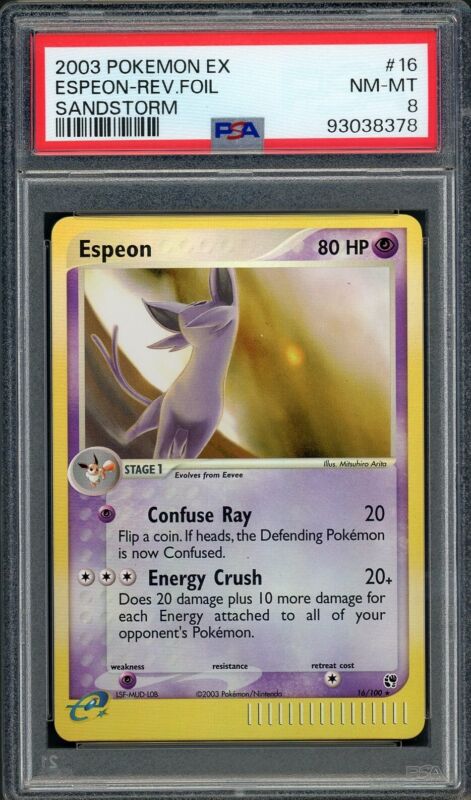 2003 POKEMON EX #16
ESPEON-REV.FOIL NM-MT
SANDSTORM 8
PSA 93038378
Espeon 80 HP
STAGE 1
Evolves from Eevee
Illus. Mitsuhiro Arita
Confuse Ray 20
Flip a coin. If heads, the Defending Pokémon
is now Confused.
Energy Crush 20+
Does 20 damage plus 10 more damage for
each Energy attached to all of your
opponent's Pokémon.
weakness resistance retreat cost
LSF-MUD-L0B ©2003 Pokémon/Nintendo 16/100 ★
e
PSA